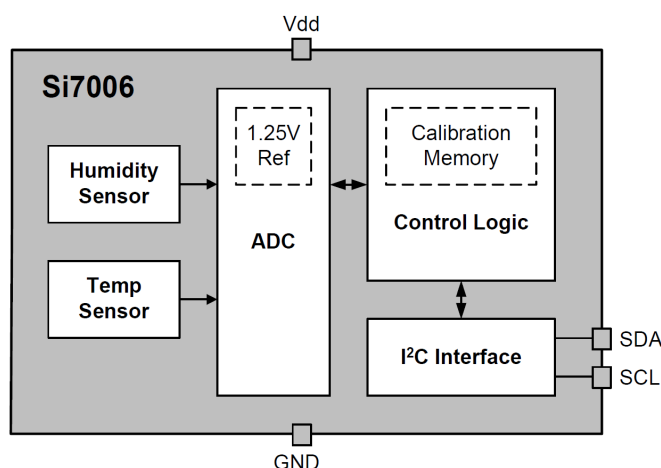 Vdd
Si7006
1.25V
Ref
Calibration
Memory
Humidity
Sensor
ADC
Control Logic
Temp
Sensor
I²C Interface
SDA
SCL
GND